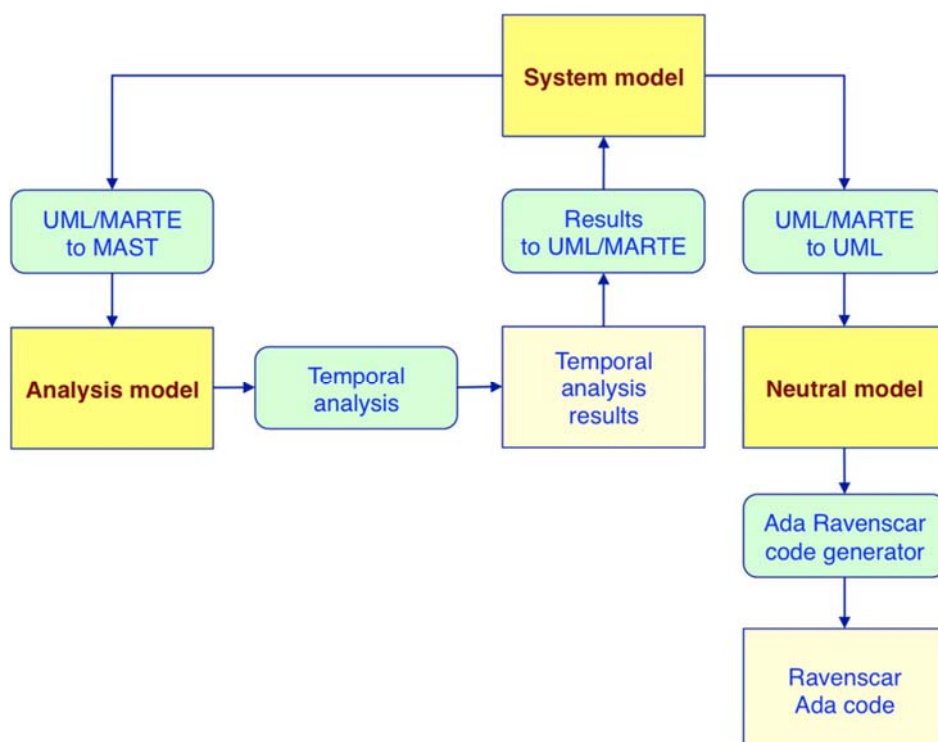 System model
UML/MARTE
to MAST
Results
to UML/MARTE
UML/MARTE
to UML
Analysis model
Temporal
analysis
Temporal
analysis
results
Neutral model
Ada Ravenscar
code generator
Ravenscar
Ada code